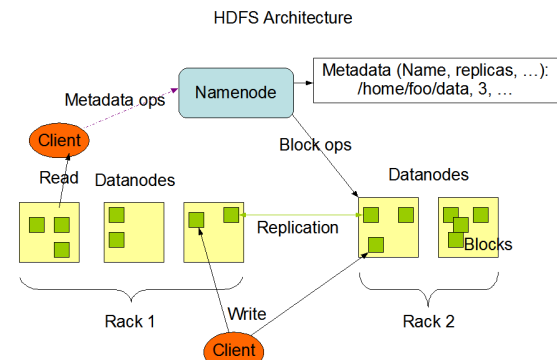 HDFS Architecture
Metadata (Name, replicas, …):
/home/foo/data, 3, …
Namenode
Metadata ops
Client
Block ops
Read
Datanodes
Datanodes
Replication
Blocks
Write
Rack 1
Rack 2
Client